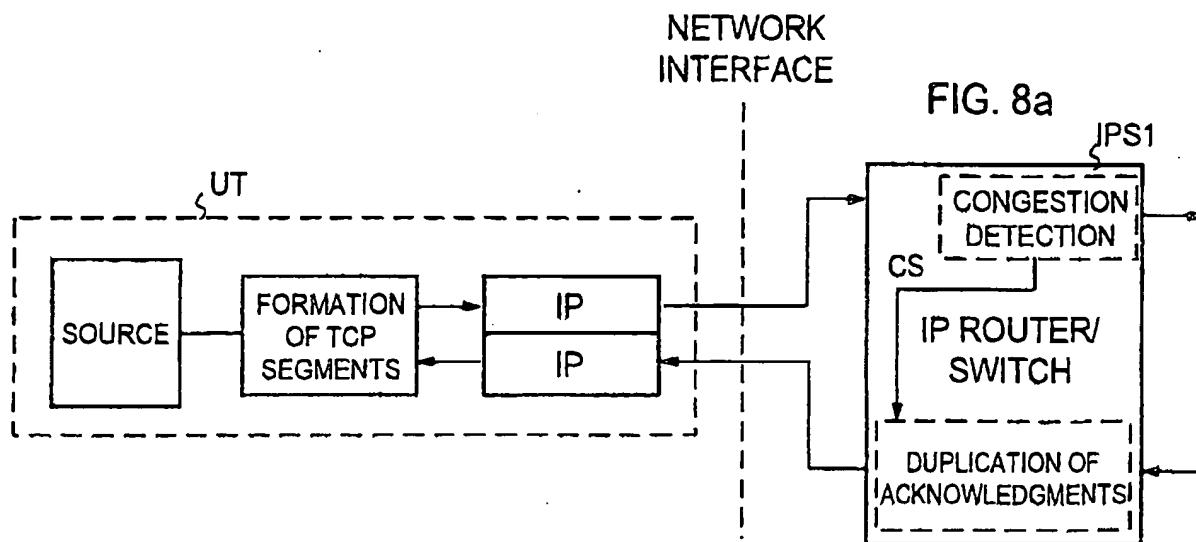 NETWORK
INTERFACE
FIG. 8a
IPS1
UT
CONGESTION
DETECTION
CS
SOURCE
FORMATION
OF TCP
SEGMENTS
IP
IP
IP ROUTER/
SWITCH
DUPLICATION OF
ACKNOWLEDGMENTS